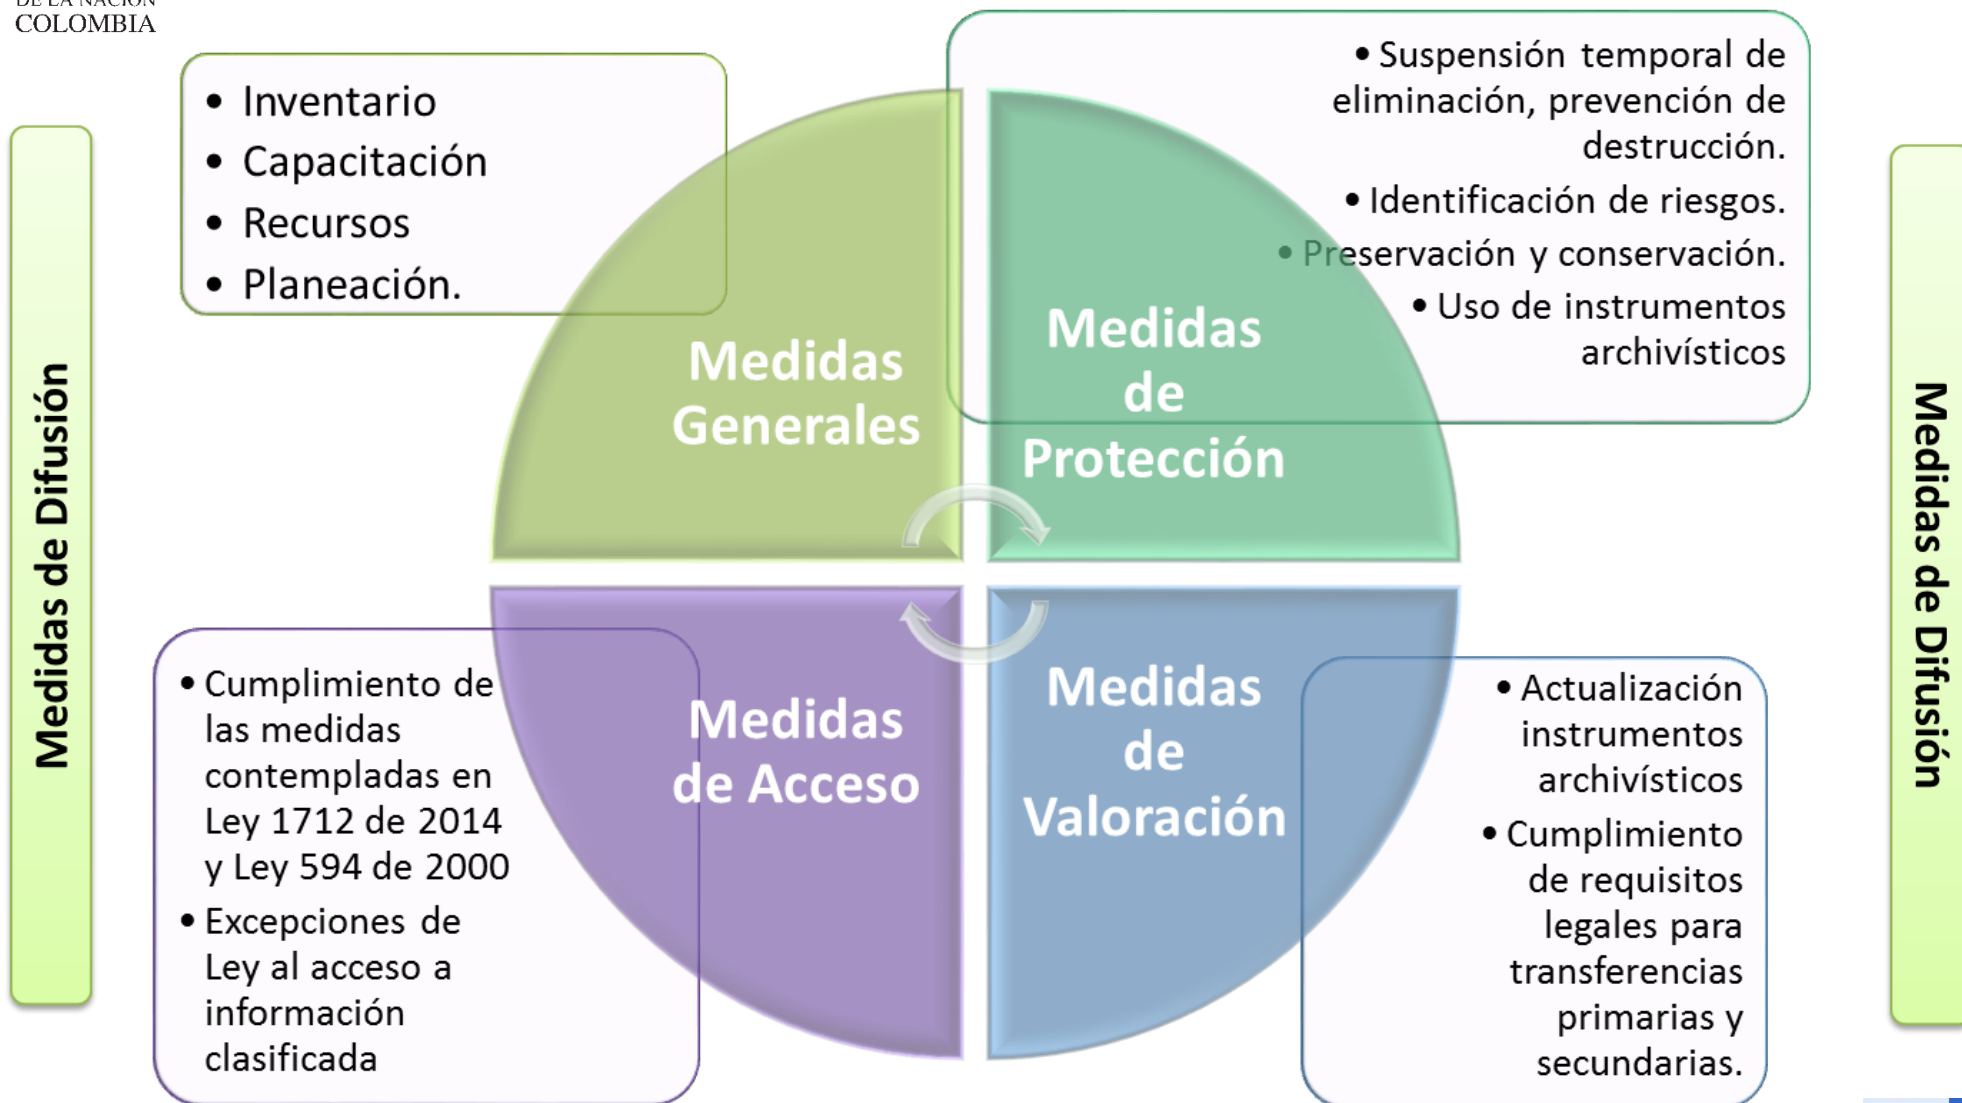 DE LA NACIÓN
COLOMBIA
• Inventario
• Capacitación
• Recursos
• Planeación.
• Suspensión temporal de
eliminación, prevención de
destrucción.
• Identificación de riesgos.
• Preservación y conservación.
• Uso de instrumentos
archivísticos
Medidas
Generales
Medidas
de
Protección
Medidas de Difusión
Medidas de Difusión
Medidas
de Acceso
Medidas
de
Valoración
• Cumplimiento de
las medidas
contempladas en
Ley 1712 de 2014
y Ley 594 de 2000
• Excepciones de
Ley al acceso a
información
clasificada
• Actualización
instrumentos
archivísticos
• Cumplimiento
de requisitos
legales para
transferencias
primarias y
secundarias.